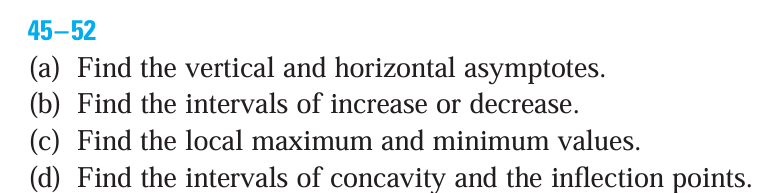 45–52
(a) Find the vertical and horizontal asymptotes.
(b) Find the intervals of increase or decrease.
(c) Find the local maximum and minimum values.
(d) Find the intervals of concavity and the inflection points.